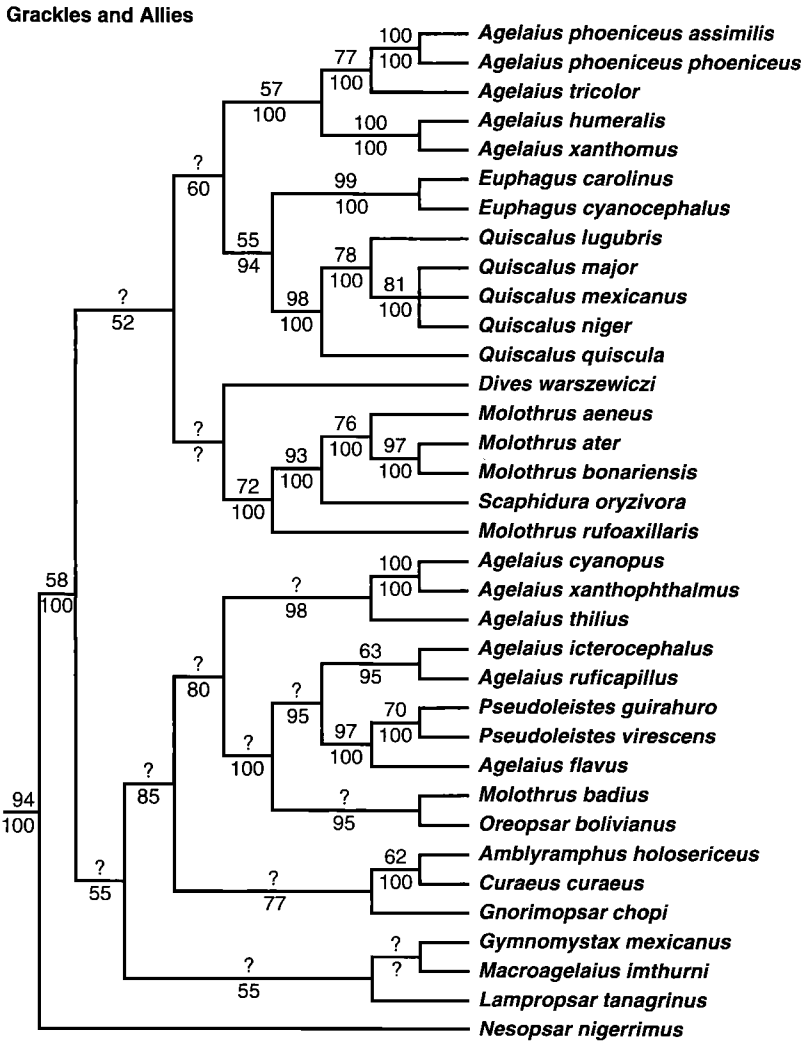 Grackles and Allies
100
Agelaius phoeniceus assimilis
77
100
Agelaius phoeniceus phoeniceus
57
100
Agelaius tricolor
100
100
Agelaius humeralis
100
Agelaius xanthomus
?
60
99
Euphagus carolinus
100
Euphagus cyanocephalus
55
94
78
Quiscalus lugubris
100
Quiscalus major
?
52
98
100
81
100
Quiscalus mexicanus
Quiscalus niger
Quiscalus quiscula
Dives warszewiczi
?
?
76
100
Molothrus aeneus
93
100
97
100
Molothrus ater
Molothrus bonariensis
72
100
Scaphidura oryzivora
Molothrus rufoaxillaris
58
100
100
100
Agelaius cyanopus
?
98
Agelaius xanthophthalmus
Agelaius thilius
?
80
63
95
Agelaius icterocephalus
Agelaius ruficapillus
?
95
70
100
Pseudoleistes guirahuro
?
100
97
100
Pseudoleistes virescens
Agelaius flavus
94
100
?
85
?
95
Molothrus badius
Oreopsar bolivianus
?
55
?
77
62
100
Amblyramphus holosericeus
Curaeus curaeus
Gnorimopsar chopi
?
55
?
?
Gymnomystax mexicanus
Macroagelaius imthurni
Lampropsar tanagrinus
Nesopsar nigerrimus